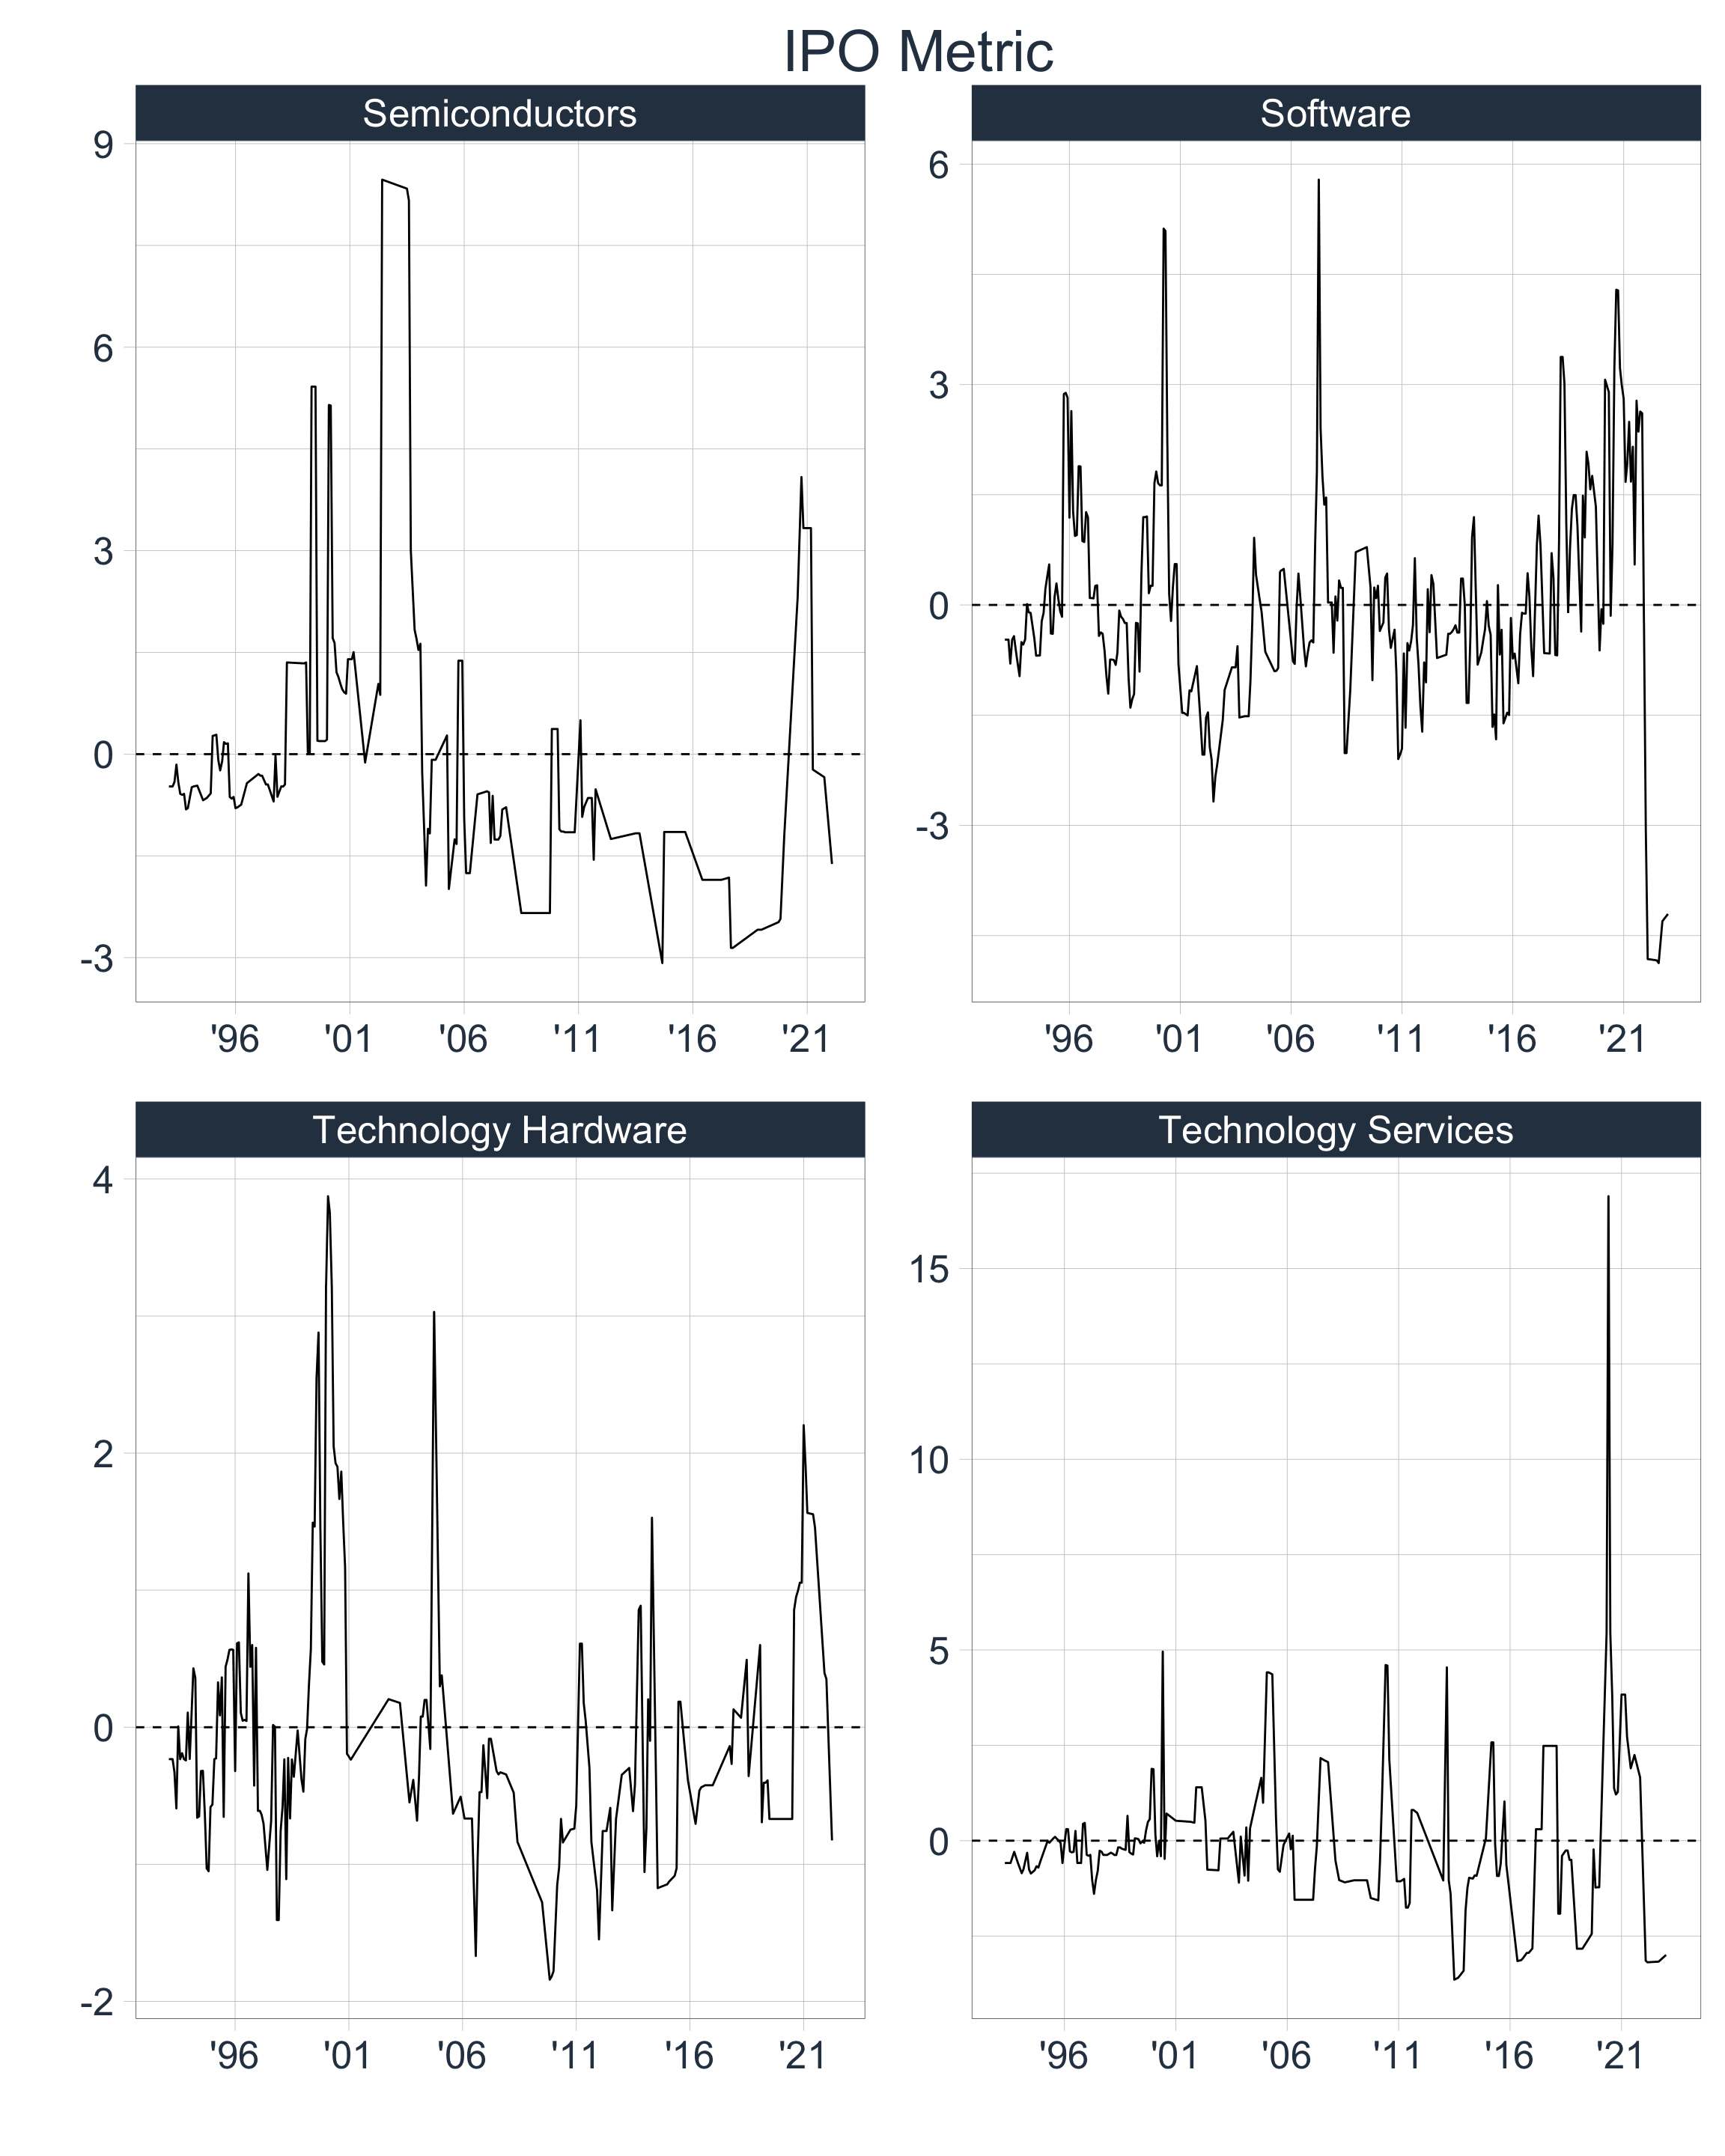 IPO Metric
Semiconductors
9
6
3
0
-3
'96 '01 '06 '11 '16 '21
Software
6
3
0
-3
'96 '01 '06 '11 '16 '21
Technology Hardware
4
2
0
-2
'96 '01 '06 '11 '16 '21
Technology Services
15
10
5
0
'96 '01 '06 '11 '16 '21